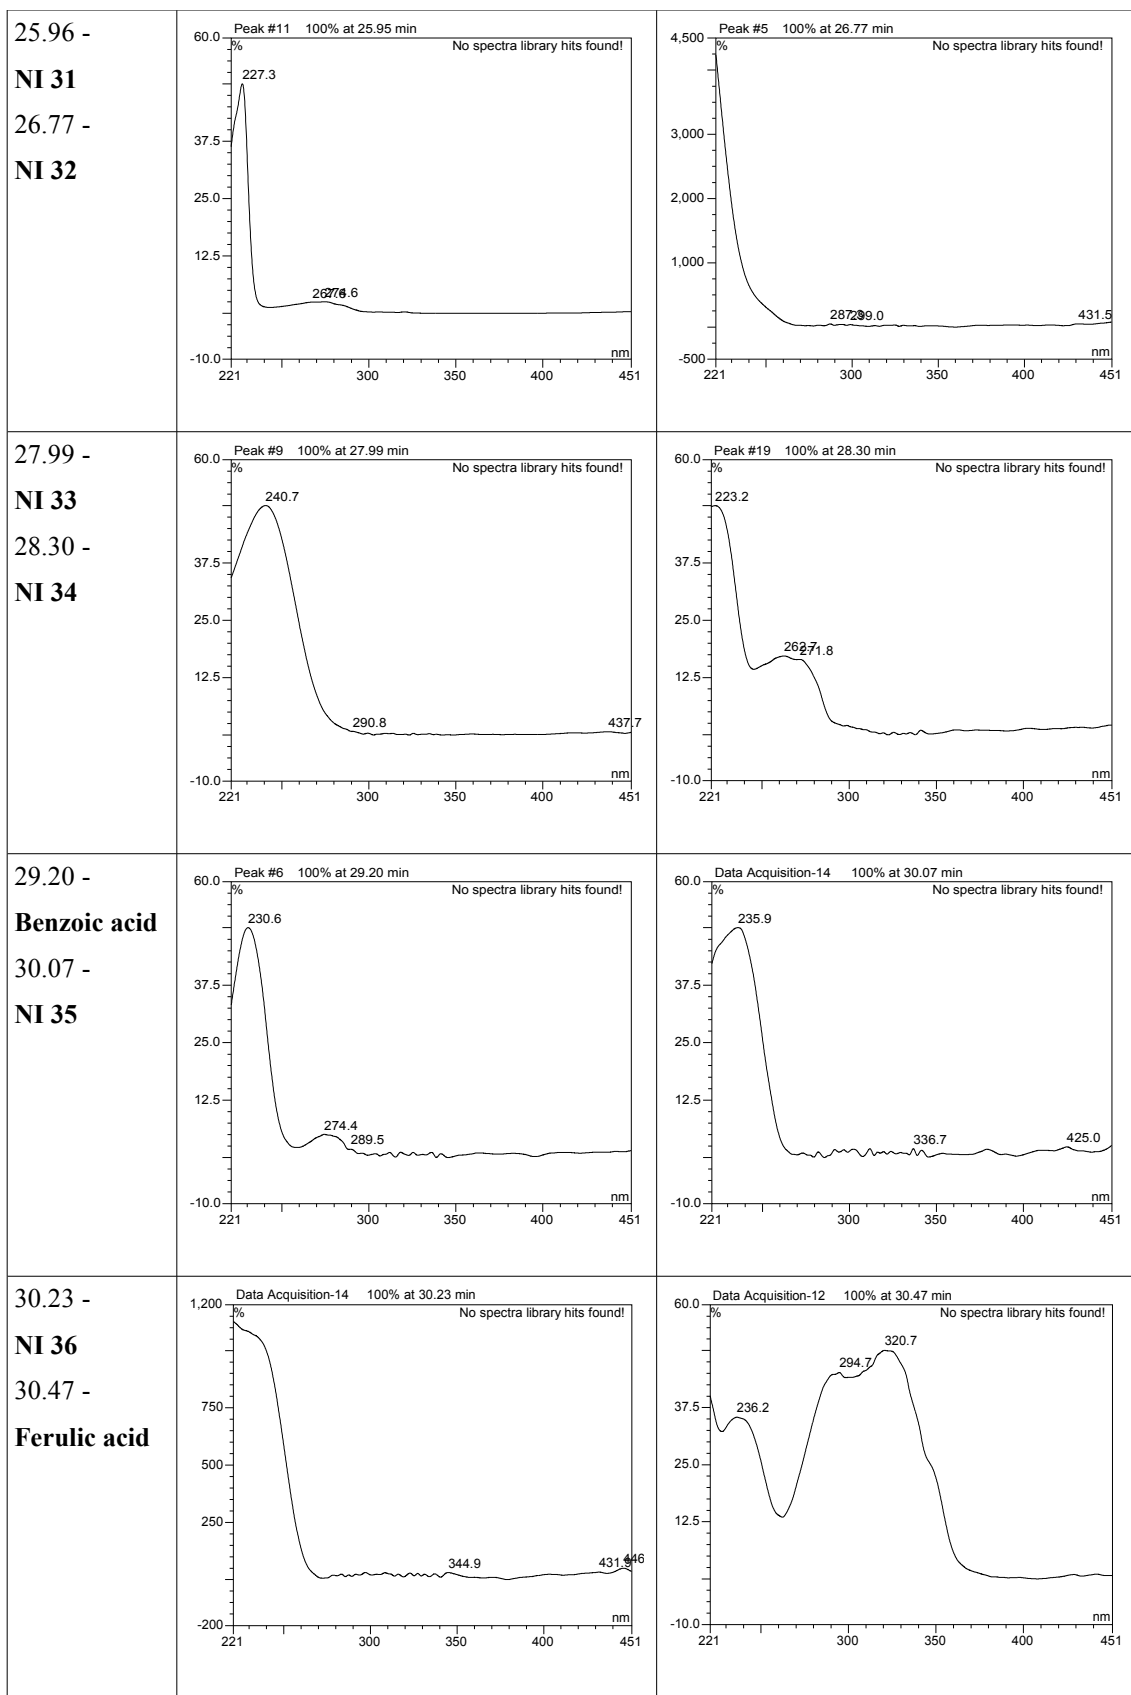 25.96 -
NI 31
26.77 -
NI 32
Peak #11 100% at 25.95 min
60.0
%
No spectra library hits found!
227.3
37.5
25.0
12.5
274.6
-10.0
nm
221 300 350 400 451
Peak #5 100% at 26.77 min
4,500
%
No spectra library hits found!
3,000
2,000
1,000
299.0
431.5
-500
nm
221 300 350 400 451
27.99 -
NI 33
28.30 -
NI 34
Peak #9 100% at 27.99 min
60.0
%
No spectra library hits found!
240.7
37.5
25.0
12.5
290.8
437.7
-10.0
nm
221 300 350 400 451
Peak #19 100% at 28.30 min
60.0
%
No spectra library hits found!
223.2
37.5
25.0
262.7
271.8
12.5
-10.0
nm
221 300 350 400 451
29.20 -
Benzoic acid
30.07 -
NI 35
Peak #6 100% at 29.20 min
60.0
%
No spectra library hits found!
230.6
37.5
25.0
12.5
274.4
289.5
-10.0
nm
221 300 350 400 451
Data Acquisition-14 100% at 30.07 min
60.0
%
No spectra library hits found!
235.9
37.5
25.0
12.5
336.7
425.0
-10.0
nm
221 300 350 400 451
30.23 -
NI 36
30.47 -
Ferulic acid
Data Acquisition-14 100% at 30.23 min
1,200
%
No spectra library hits found!
750
500
250
344.9
431.9
446
-200
nm
221 300 350 400 451
Data Acquisition-12 100% at 30.47 min
60.0
%
No spectra library hits found!
320.7
294.7
236.2
37.5
25.0
12.5
-10.0
nm
221 300 350 400 451